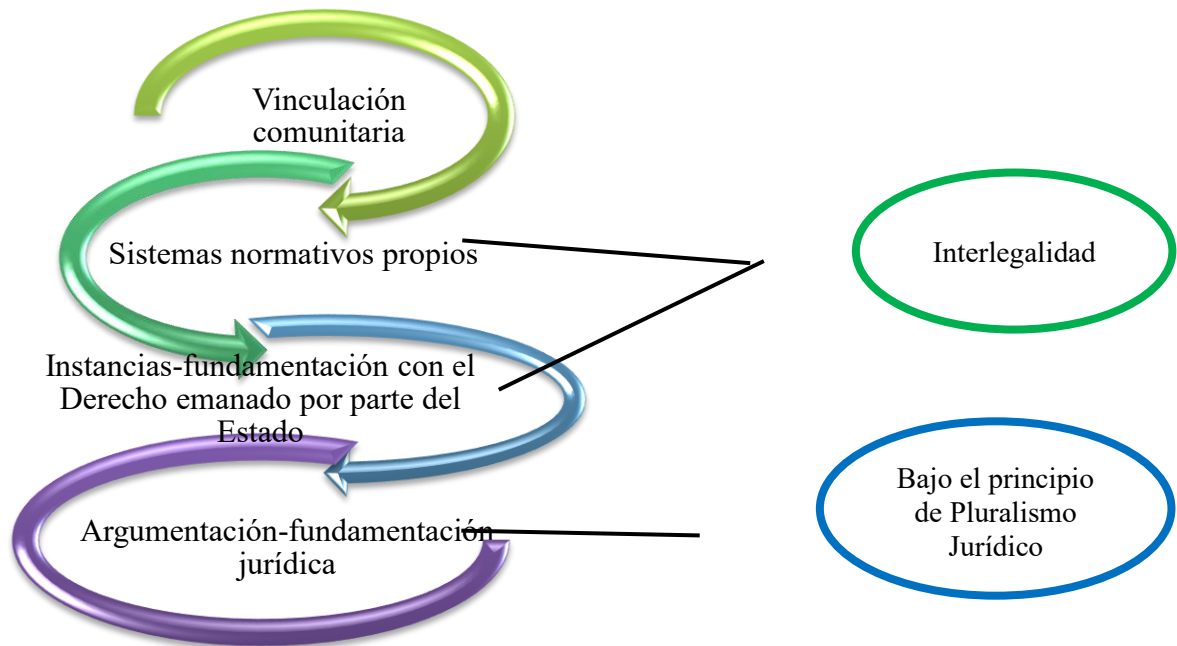 Vinculación
comunitaria
Sistemas normativos propios
Interlegalidad
Instancias-fundamentación con el
Derecho emanado por parte del
Estado
Argumentación-fundamentación
jurídica
Bajo el principio
de Pluralismo
Jurídico